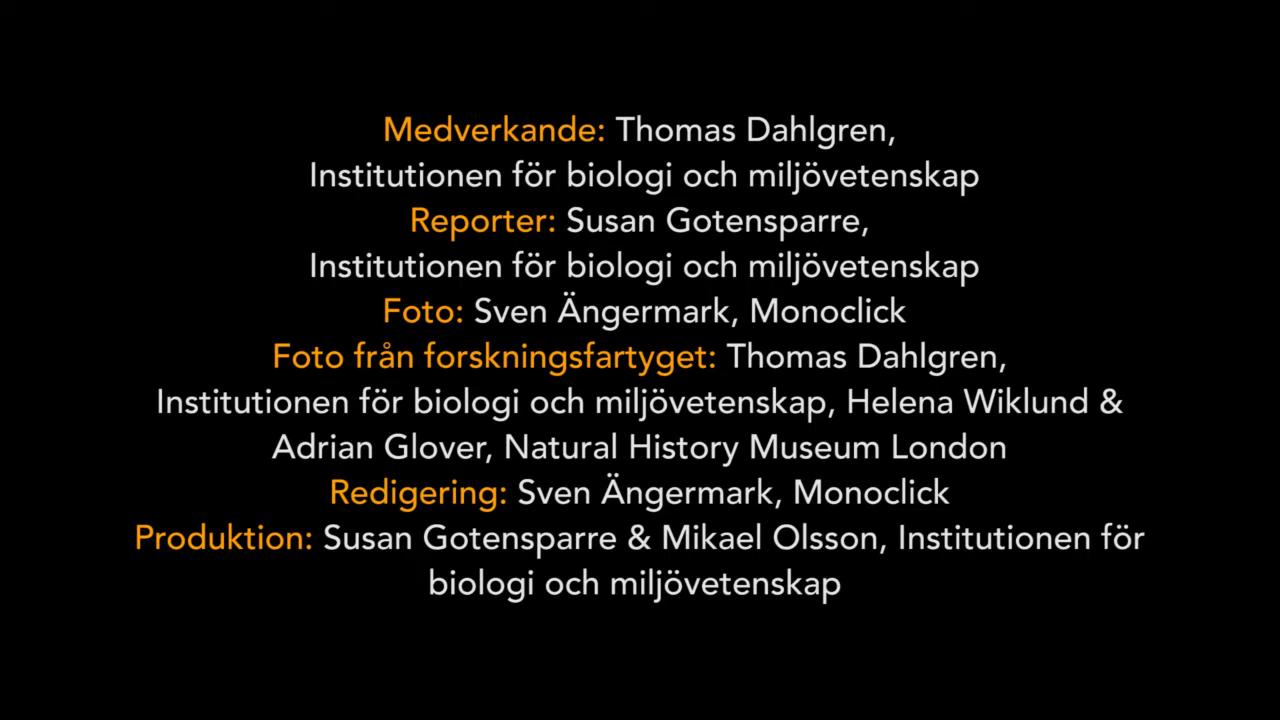 Medverkande: Thomas Dahlgren,
Institutionen för biologi och miljövetenskap
Reporter: Susan Gotensparre,
Institutionen för biologi och miljövetenskap
Foto: Sven Ängermark, Monoclick
Foto från forskningsfartyget: Thomas Dahlgren,
Institutionen för biologi och miljövetenskap, Helena Wiklund &
Adrian Glover, Natural History Museum London
Redigering: Sven Ängermark, Monoclick
Produktion: Susan Gotensparre & Mikael Olsson, Institutionen för
biologi och miljövetenskap